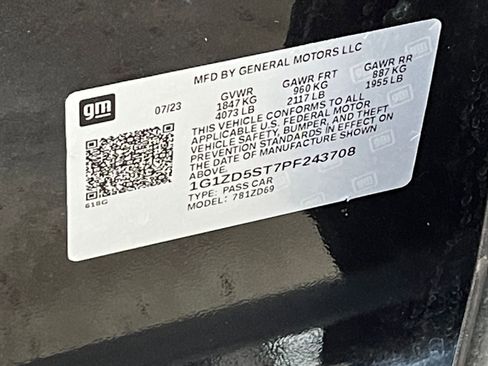 MFD BY GENERAL MOTORS LLC
gm
07/23
GVWR GAWR FRT GAWR RR
1847 KG 960 KG 887 KG
4073 LB 2117 LB 1955 LB
THIS VEHICLE CONFORMS TO ALL
APPLICABLE U.S. FEDERAL MOTOR
VEHICLE SAFETY, BUMPER, AND THEFT
PREVENTION STANDARDS IN EFFECT ON
THE DATE OF MANUFACTURE SHOWN
ABOVE.
1G1ZD5ST7PF243708
TYPE: PASS CAR
MODEL: 781ZD69
618G